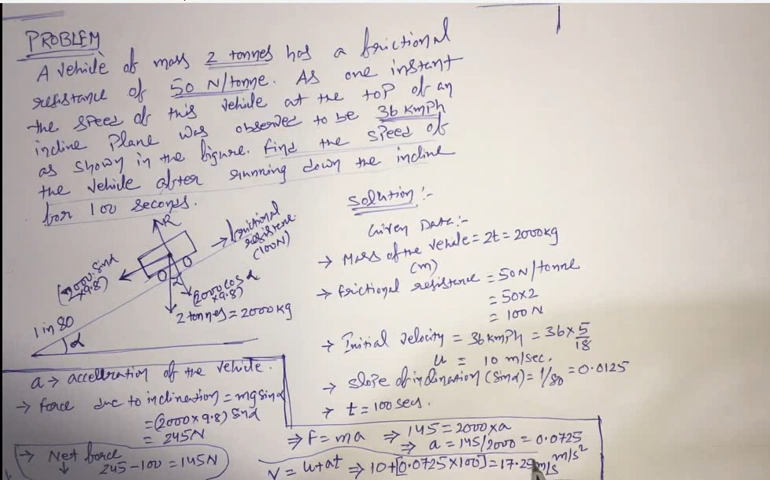 PROBLEM
A vehicle of mass 2 tonnes has a frictional
resistance of 50 N/tonne. As one instant
the speed of this vehicle at the top of an
incline plane was observed to be 36 kmph
as shown in the figure. Find the speed of
the vehicle after running down the incline
for 100 seconds.
R
frictional
resistence
(100N)
(2000 sinα
×9.8)
α
(2000 cos α
×9.8)
2 tonnes = 2000 kg
1 in 80
α
Solution :-
Given Data:-
→ Mass of the vehicle = 2t = 2000kg
(m)
→ frictional resistence = 50N/tonne
= 50×2
= 100 N
→ Initial velocity = 36 kmph = 36 × 5/18
u = 10 m/sec.
→ slope of inclination (sinα) = 1/80 = 0.0125
→ t = 100 sec.
a → accelleration of the vehicle.
→ force due to inclination = mg sinα
= (2000 × 9.8) sinα
= 245N
→ Net force
↓
245 - 100 = 145N
⇒ F = ma ⇒ 145 = 2000 × a
⇒ a = 145/2000 = 0.0725 m/s²
V = u+at ⇒ 10+[0.0725×100] = 17.25 m/s